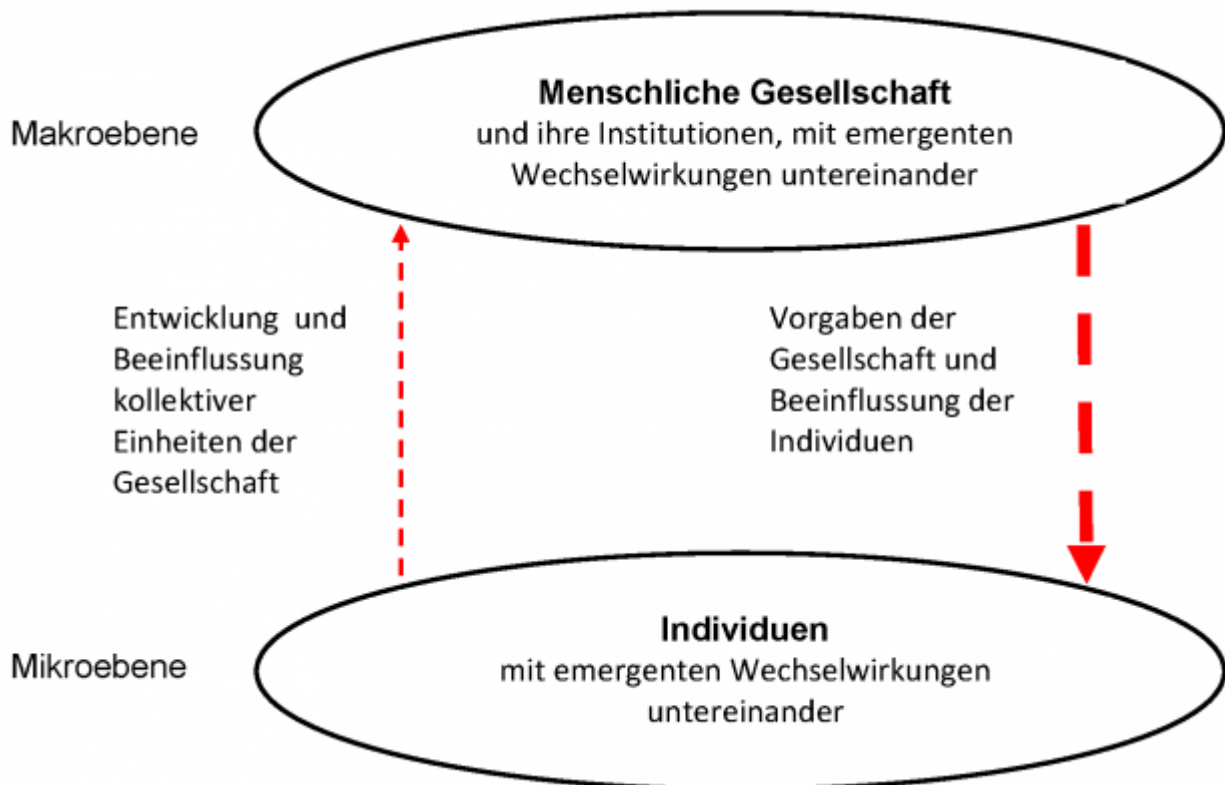 Menschliche Gesellschaft
Makroebene
und ihre Institutionen, mit emergenten
Wechselwirkungen untereinander
Entwicklung und
Beeinflussung
kollektiver
Einheiten der
Gesellschaft
Vorgaben der
Gesellschaft und
Beeinflussung der
Individuen
Individuen
Mikroebene
mit emergenten Wechselwirkungen
untereinander